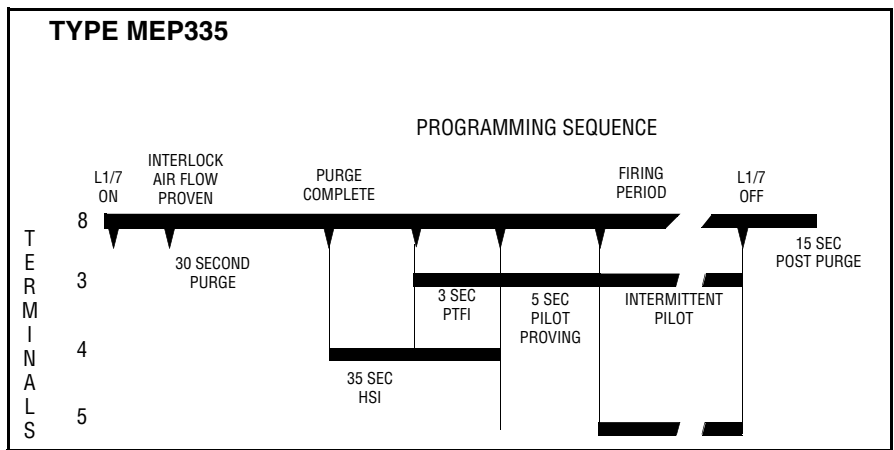 TYPE MEP335
PROGRAMMING SEQUENCE
L1/7
ON
INTERLOCK
AIR FLOW
PROVEN
PURGE
COMPLETE
FIRING
PERIOD
L1/7
OFF
TERMINALS
8
30 SECOND
PURGE
15 SEC
POST PURGE
3
3 SEC
PTFI
5 SEC
PILOT
PROVING
INTERMITTENT
PILOT
4
35 SEC
HSI
5